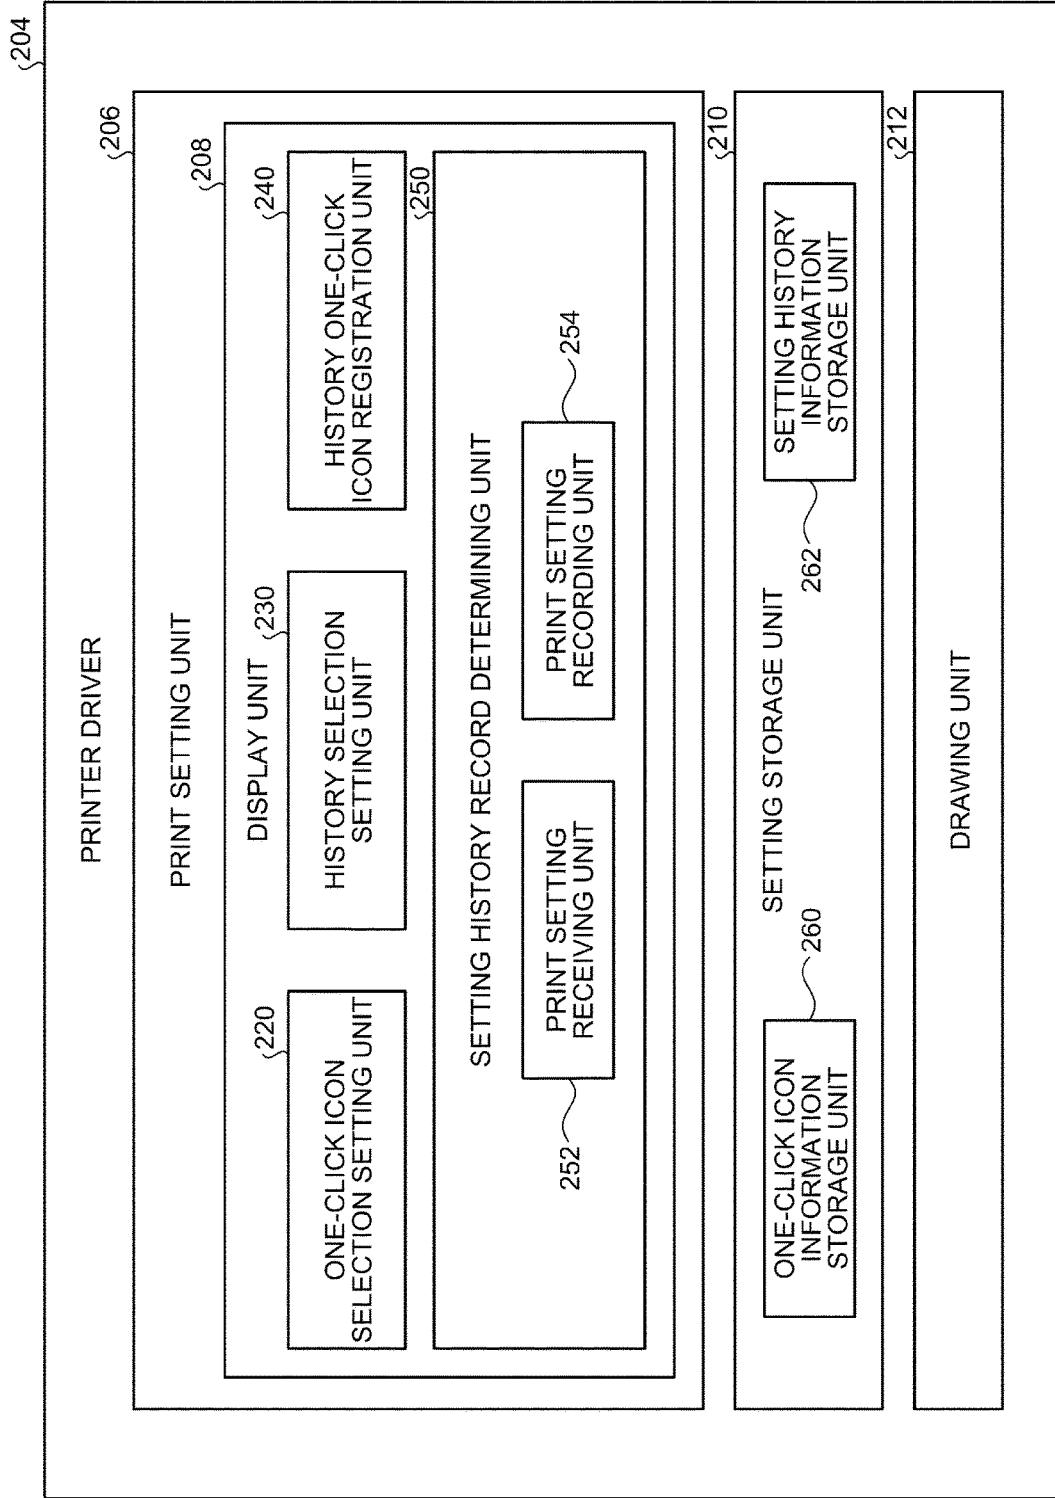 204
PRINTER DRIVER
206
PRINT SETTING UNIT
208
DISPLAY UNIT
220
ONE-CLICK ICON
SELECTION SETTING UNIT
230
HISTORY SELECTION
SETTING UNIT
240
HISTORY ONE-CLICK
ICON REGISTRATION UNIT
250
SETTING HISTORY RECORD DETERMINING UNIT
252
PRINT SETTING
RECEIVING UNIT
254
PRINT SETTING
RECORDING UNIT
210
SETTING STORAGE UNIT
260
ONE-CLICK ICON
INFORMATION
STORAGE UNIT
262
SETTING HISTORY
INFORMATION
STORAGE UNIT
212
DRAWING UNIT